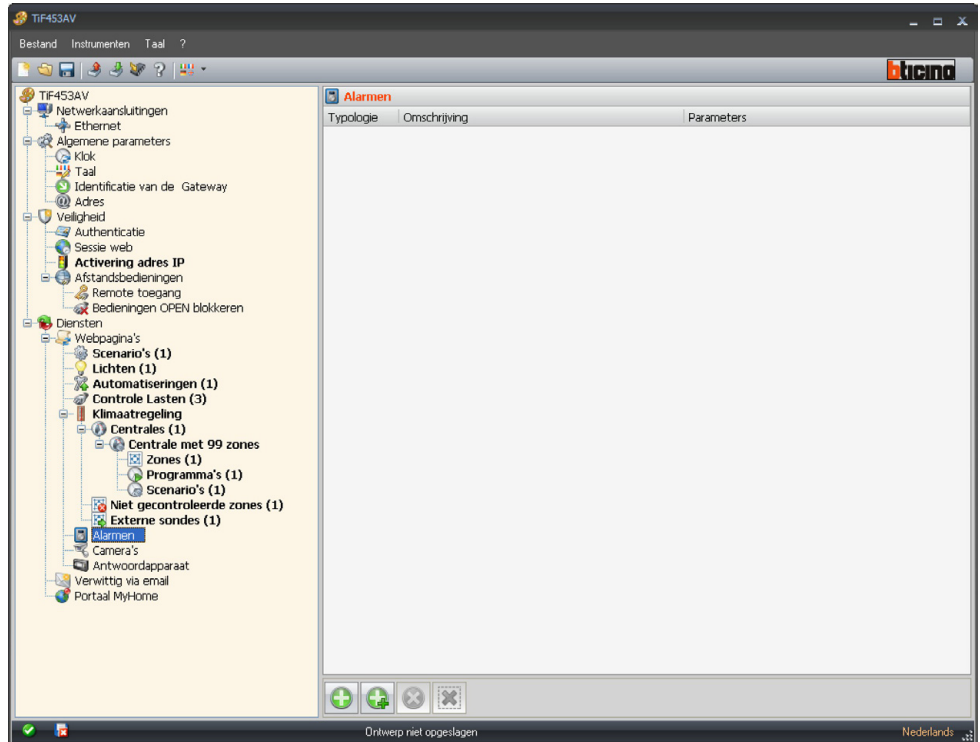 TiF453AV
Bestand Instrumenten Taal ?
bticino
TiF453AV
Netwerkaansluitingen
Ethernet
Algemene parameters
Klok
Taal
Identificatie van de Gateway
Adres
Veiligheid
Authenticatie
Sessie web
Activering adres IP
Afstandsbedieningen
Remote toegang
Bedieningen OPEN blokkeren
Diensten
Webpagina's
Scenario's (1)
Lichten (1)
Automatiseringen (1)
Controle Lasten (3)
Klimaatregeling
Centrales (1)
Centrale met 99 zones
Zones (1)
Programma's (1)
Scenario's (1)
Niet gecontroleerde zones (1)
Externe sondes (1)
Alarmen
Camera's
Antwoordapparaat
Verwittig via email
Portaal MyHome
Alarmen
Typologie Omschrijving Parameters
Ontwerp niet opgeslagen
Nederlands